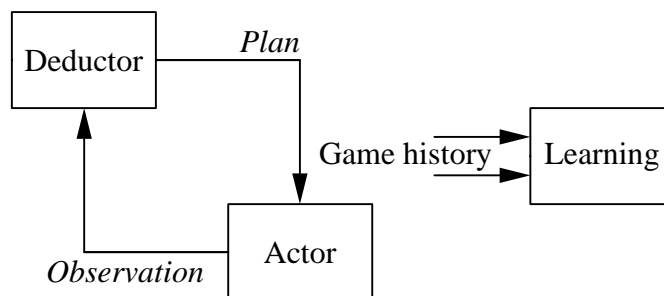 Plan
Deductor
Game history
Learning
Observation
Actor